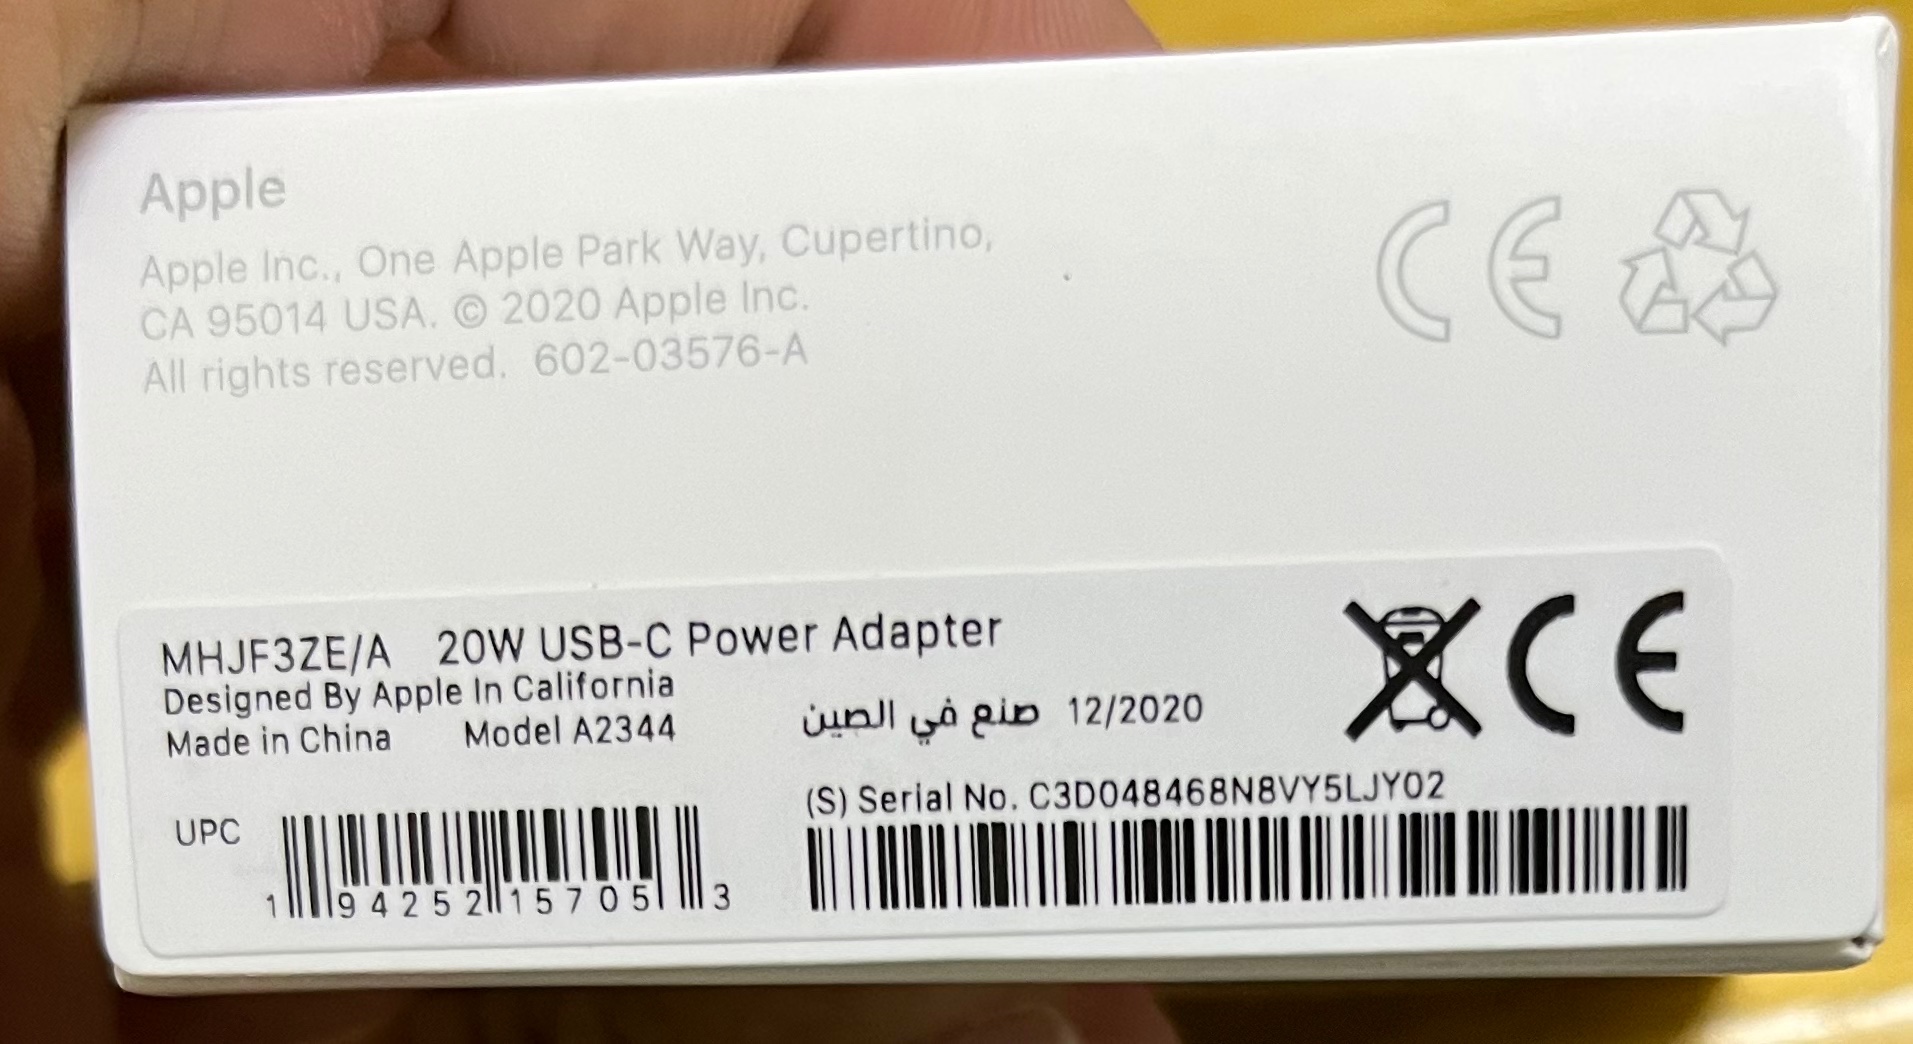 Apple
Apple Inc., One Apple Park Way, Cupertino,
CA 95014 USA. © 2020 Apple Inc.
All rights reserved. 602-03576-A
CE
MHJF3ZE/A 20W USB-C Power Adapter
Designed By Apple In California
Made in China Model A2344
صنع في الصين 12/2020
CE
(S) Serial No. C3D048468N8VY5LJY02
UPC
1 94252 15705 3